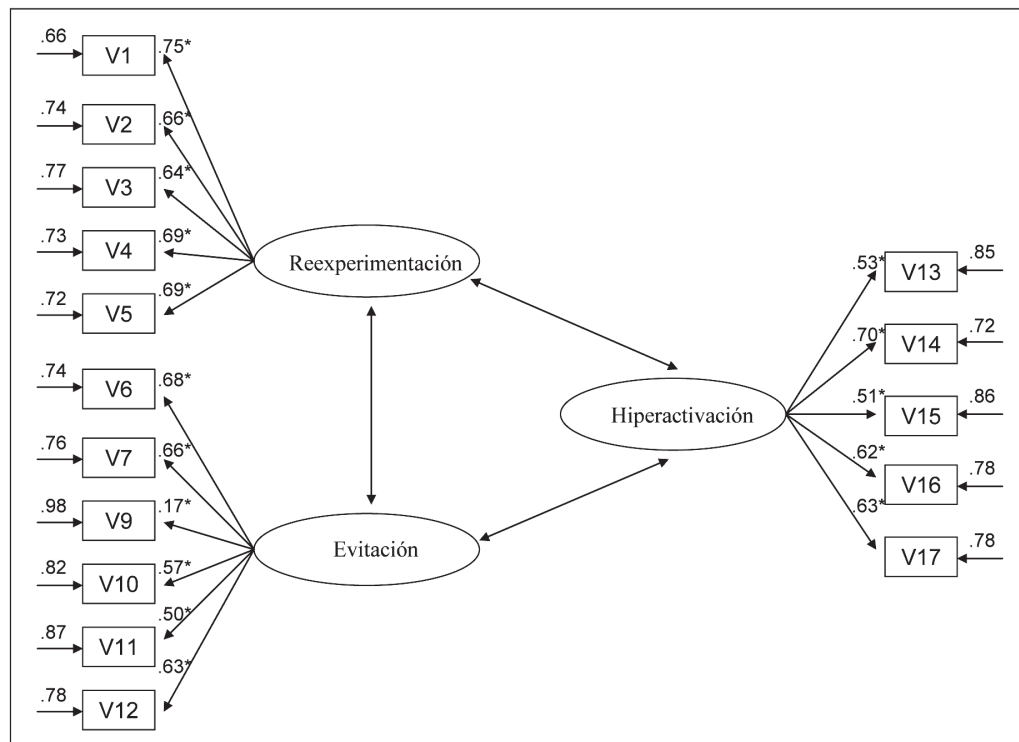 .66 V1 .75*
.74 V2 .66*
.77 V3 .64*
.73 V4 .69*
.72 V5 .69*
Reexperimentación
.74 V6 .68*
.76 V7 .66*
.98 V9 .17*
.82 V10 .57*
.87 V11 .50*
.78 V12 .63*
Evitación
Hiperactivación
.53* V13 .85
.70* V14 .72
.51* V15 .86
.62* V16 .78
.63* V17 .78